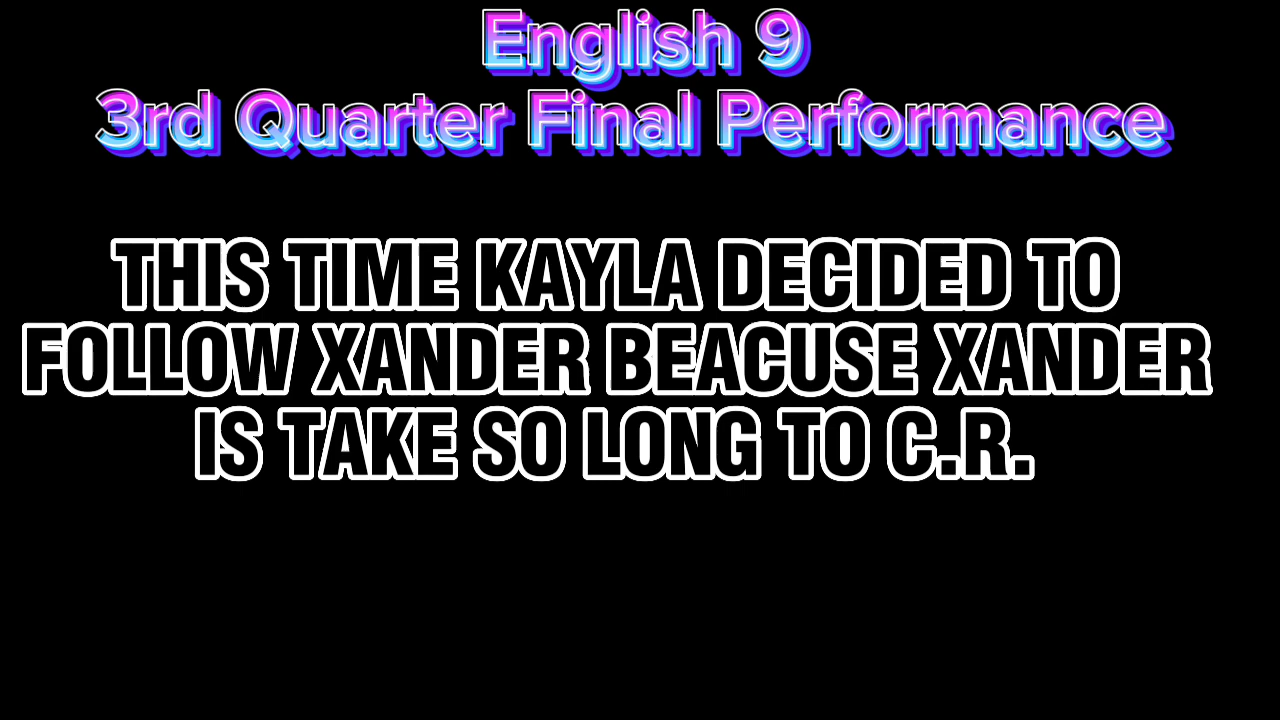 English 9
3rd Quarter Final Performance
THIS TIME KAYLA DECIDED TO
FOLLOW XANDER BEACUSE XANDER
IS TAKE SO LONG TO C.R.